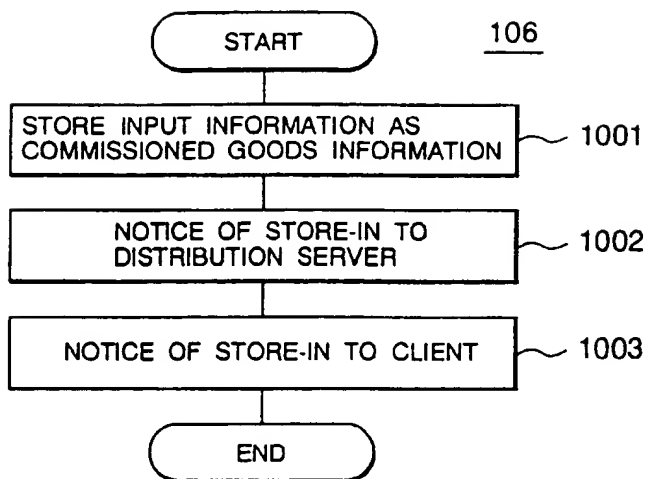 START
106
STORE INPUT INFORMATION AS
COMMISSIONED GOODS INFORMATION
1001
NOTICE OF STORE-IN TO
DISTRIBUTION SERVER
1002
NOTICE OF STORE-IN TO CLIENT
1003
END